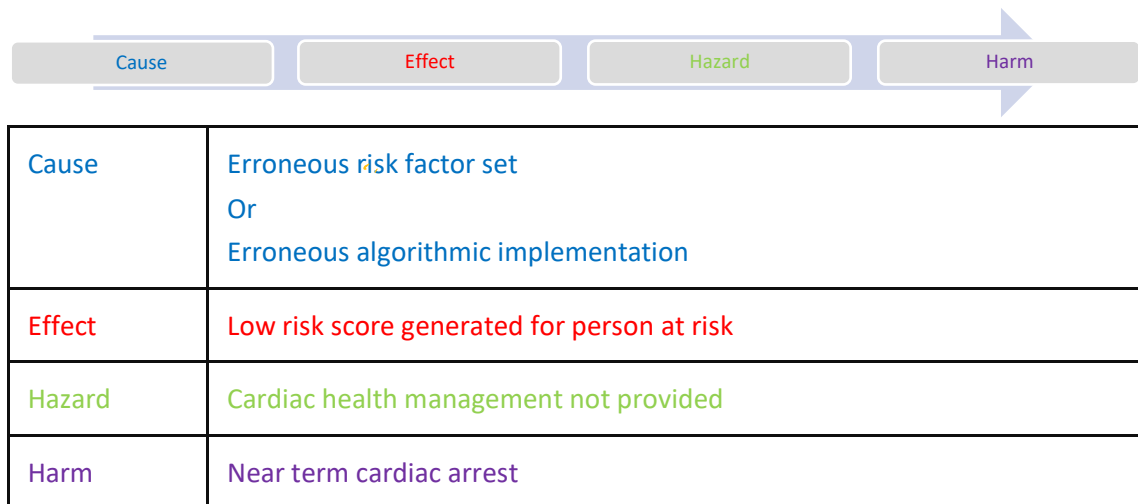 Cause
Effect
Hazard
Harm
Cause
Erroneous risk factor set
Or
Erroneous algorithmic implementation
Effect
Low risk score generated for person at risk
Hazard
Cardiac health management not provided
Harm
Near term cardiac arrest